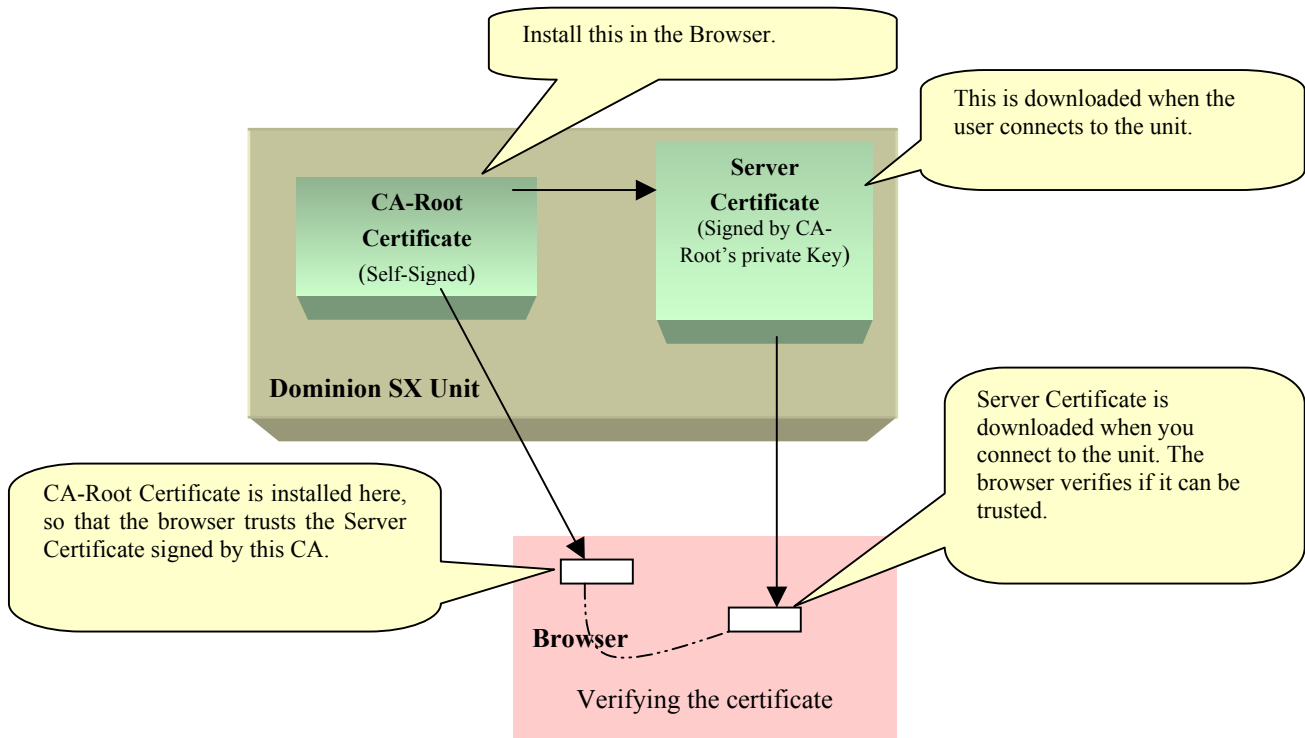 Install this in the Browser.
This is downloaded when the
user connects to the unit.
CA-Root
Certificate
(Self-Signed)
Server
Certificate
(Signed by CA-
Root's private Key)
Dominion SX Unit
CA-Root Certificate is installed here,
so that the browser trusts the Server
Certificate signed by this CA.
Server Certificate is
downloaded when you
connect to the unit. The
browser verifies if it can be
trusted.
Browser
Verifying the certificate